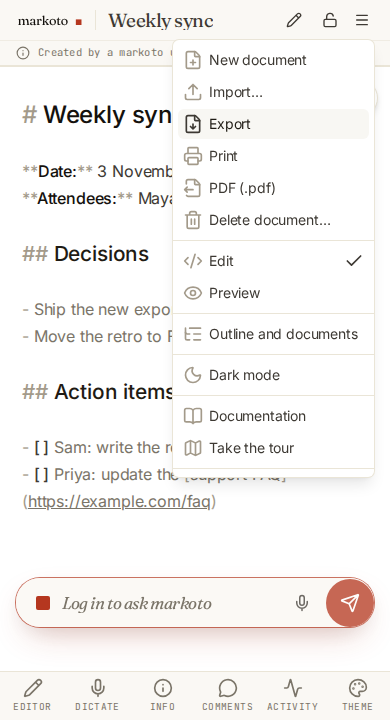 markoto
Weekly sync
Created by a markoto
# Weekly syn
**Date:** 3 Novemb
**Attendees:** Maya
## Decisions
- Ship the new expo
- Move the retro to
## Action items
- [ ] Sam: write the
- [ ] Priya: update the [support FAQ]
(https://example.com/faq)
New document
Import...
Export
Print
PDF (.pdf)
Delete document...
Edit
Preview
Outline and documents
Dark mode
Documentation
Take the tour
Log in to ask markoto
EDITOR
DICTATE
INFO
COMMENTS
ACTIVITY
THEME